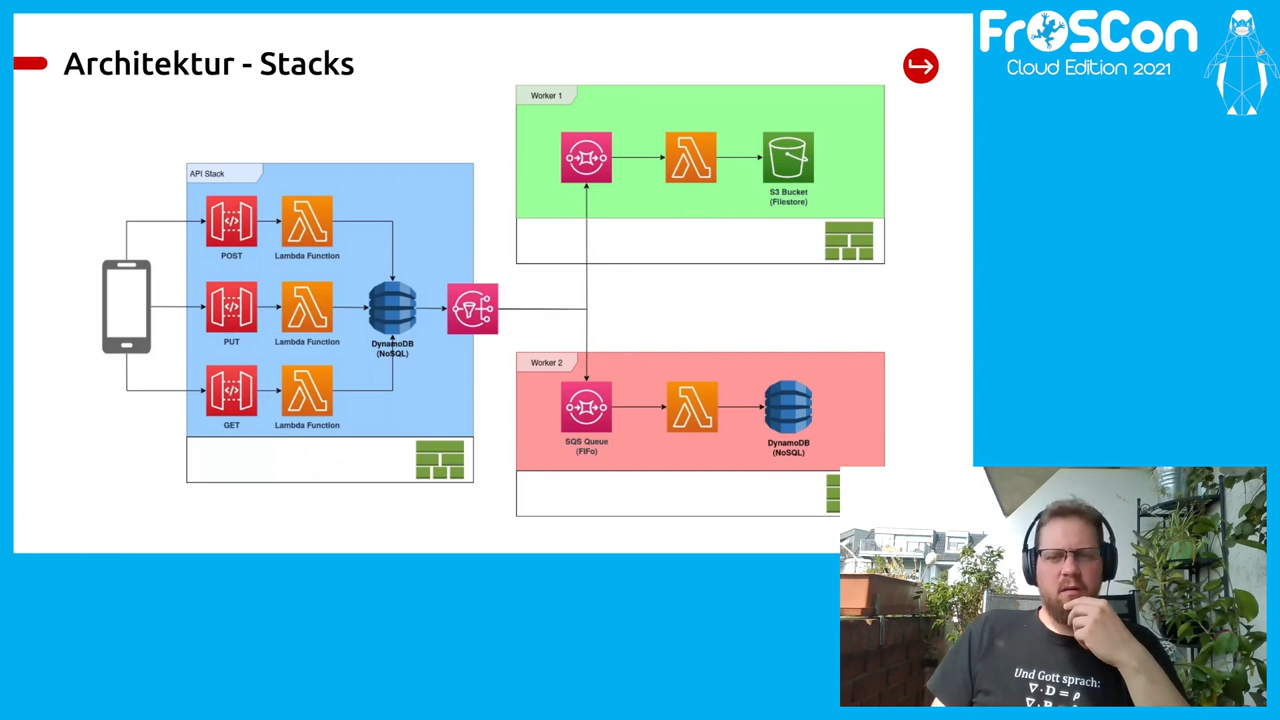 Architektur - Stacks
FrOSCon
Cloud Edition 2021
Worker 1
S3 Bucket
(Filestore)
API Stack
POST
Lambda Function
PUT
Lambda Function
DynamoDB
(NoSQL)
GET
Lambda Function
Worker 2
SQS Queue
(FiFo)
DynamoDB
(NoSQL)
Und Gott sprach:
∇·D = ρ